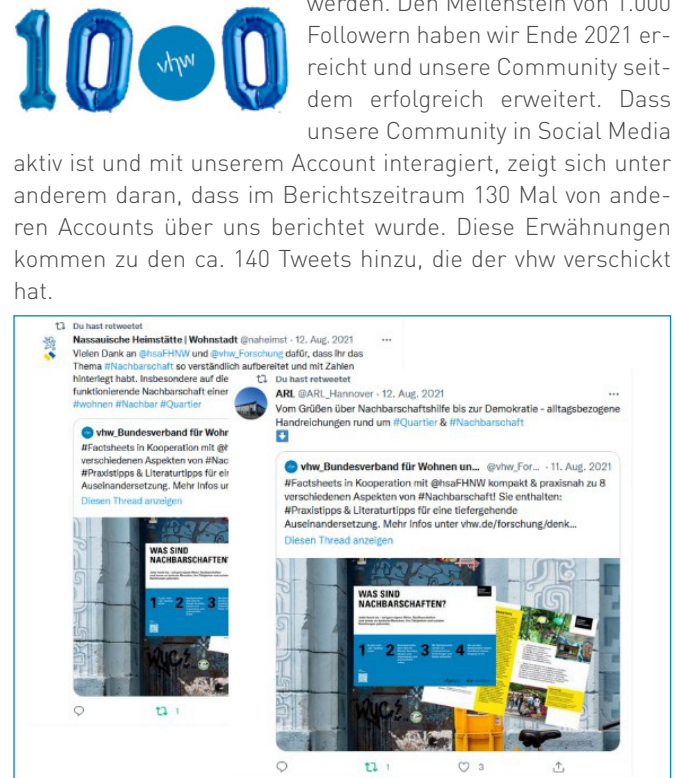 10 vhw 0
werden. Den Meilenstein von 1.000
Followern haben wir Ende 2021 er-
reicht und unsere Community seit-
dem erfolgreich erweitert. Dass
unsere Community in Social Media
aktiv ist und mit unserem Account interagiert, zeigt sich unter
anderem daran, dass im Berichtszeitraum 130 Mal von ande-
ren Accounts über uns berichtet wurde. Diese Erwähnungen
kommen zu den ca. 140 Tweets hinzu, die der vhw verschickt
hat.
Du hast retweetet
Nassauische Heimstätte | Wohnstadt @naheimst · 12. Aug. 2021 ...
Vielen Dank an @hsaFHNW und @vhw_Forschung dafür, dass ihr das
Thema #Nachbarschaft so verständlich aufbereitet und mit Zahlen
hinterlegt habt. Insbesondere auf die
funktionierende Nachbarschaft einer
#wohnen #Nachbar #Quartier
vhw_Bundesverband für Wohr
#Factsheets in Kooperation mit @h
verschiedenen Aspekten von #Nac
#Praxistipps & Literaturtipps für eir
Auseinandersetzung. Mehr Infos ur
Diesen Thread anzeigen
WAS SIND
NACHBARSCHAFTEN
1 2 3
1
Du hast retweetet
ARL @ARL_Hannover · 12. Aug. 2021 ...
Vom Grüßen über Nachbarschaftshilfe bis zur Demokratie - alltagsbezogene
Handreichungen rund um #Quartier & #Nachbarschaft
vhw_Bundesverband für Wohnen un... @vhw_For... · 11. Aug. 2021
#Factsheets in Kooperation mit @hsaFHNW kompakt & praxisnah zu 8
verschiedenen Aspekten von #Nachbarschaft! Sie enthalten:
#Praxistipps & Literaturtipps für eine tiefergehende
Auseinandersetzung. Mehr Infos unter vhw.de/forschung/denk...
Diesen Thread anzeigen
WAS SIND
NACHBARSCHAFTEN?
1 2 3 4
1 3